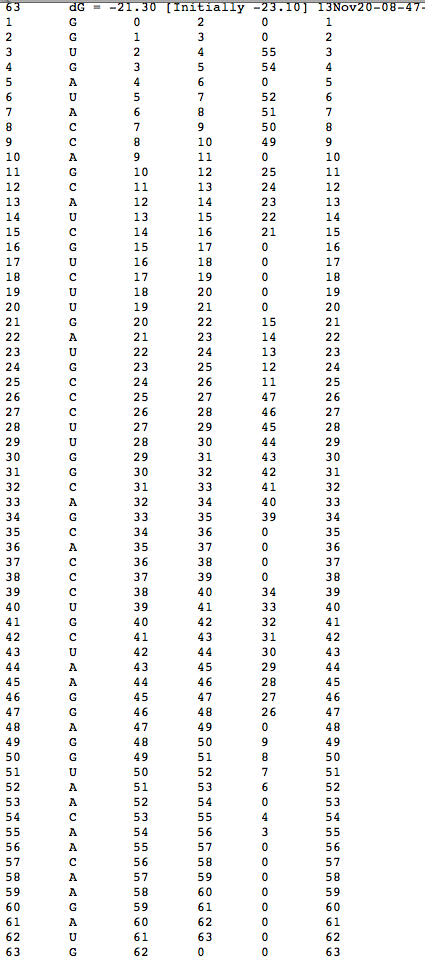 63 dG = -21.30 [Initially -23.10] 13Nov20-08-47-
1 G 0 2 0 1
2 G 1 3 0 2
3 U 2 4 55 3
4 G 3 5 54 4
5 A 4 6 0 5
6 U 5 7 52 6
7 A 6 8 51 7
8 C 7 9 50 8
9 C 8 10 49 9
10 A 9 11 0 10
11 G 10 12 25 11
12 C 11 13 24 12
13 A 12 14 23 13
14 U 13 15 22 14
15 C 14 16 21 15
16 G 15 17 0 16
17 U 16 18 0 17
18 C 17 19 0 18
19 U 18 20 0 19
20 U 19 21 0 20
21 G 20 22 15 21
22 A 21 23 14 22
23 U 22 24 13 23
24 G 23 25 12 24
25 C 24 26 11 25
26 C 25 27 47 26
27 C 26 28 46 27
28 U 27 29 45 28
29 U 28 30 44 29
30 G 29 31 43 30
31 G 30 32 42 31
32 C 31 33 41 32
33 A 32 34 40 33
34 G 33 35 39 34
35 C 34 36 0 35
36 A 35 37 0 36
37 C 36 38 0 37
38 C 37 39 0 38
39 C 38 40 34 39
40 U 39 41 33 40
41 G 40 42 32 41
42 C 41 43 31 42
43 U 42 44 30 43
44 A 43 45 29 44
45 A 44 46 28 45
46 G 45 47 27 46
47 G 46 48 26 47
48 A 47 49 0 48
49 G 48 50 9 49
50 G 49 51 8 50
51 U 50 52 7 51
52 A 51 53 6 52
53 A 52 54 0 53
54 C 53 55 4 54
55 A 54 56 3 55
56 A 55 57 0 56
57 C 56 58 0 57
58 A 57 59 0 58
59 A 58 60 0 59
60 G 59 61 0 60
61 A 60 62 0 61
62 U 61 63 0 62
63 G 62 0 0 63